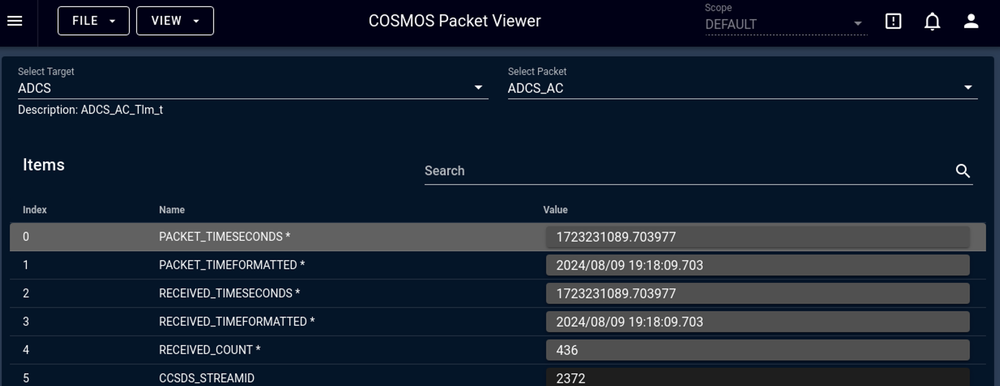 FILE VIEW COSMOS Packet Viewer Scope DEFAULT
Select Target Select Packet
ADCS ADCS_AC
Description: ADCS_AC_Tlm_t
Items Search
Index Name Value
0 PACKET_TIMESECONDS * 1723231089.703977
1 PACKET_TIMEFORMATTED * 2024/08/09 19:18:09.703
2 RECEIVED_TIMESECONDS * 1723231089.703977
3 RECEIVED_TIMEFORMATTED * 2024/08/09 19:18:09.703
4 RECEIVED_COUNT * 436
5 CCSDS_STREAMID 2372